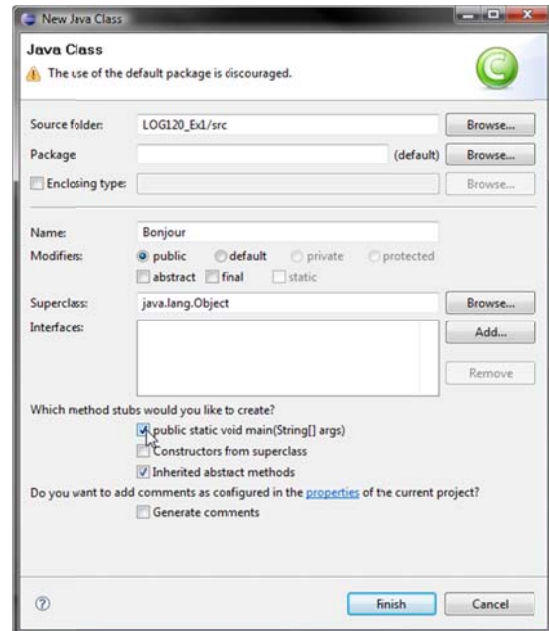 New Java Class
Java Class
The use of the default package is discouraged.
Source folder: LOG120_Ex1/src Browse...
Package (default) Browse...
Enclosing type: Browse...
Name: Bonjour
Modifiers: public default private protected
abstract final static
Superclass: java.lang.Object Browse...
Interfaces: Add...
Remove
Which method stubs would you like to create?
public static void main(String[] args)
Constructors from superclass
Inherited abstract methods
Do you want to add comments as configured in the properties of the current project?
Generate comments
? Finish Cancel